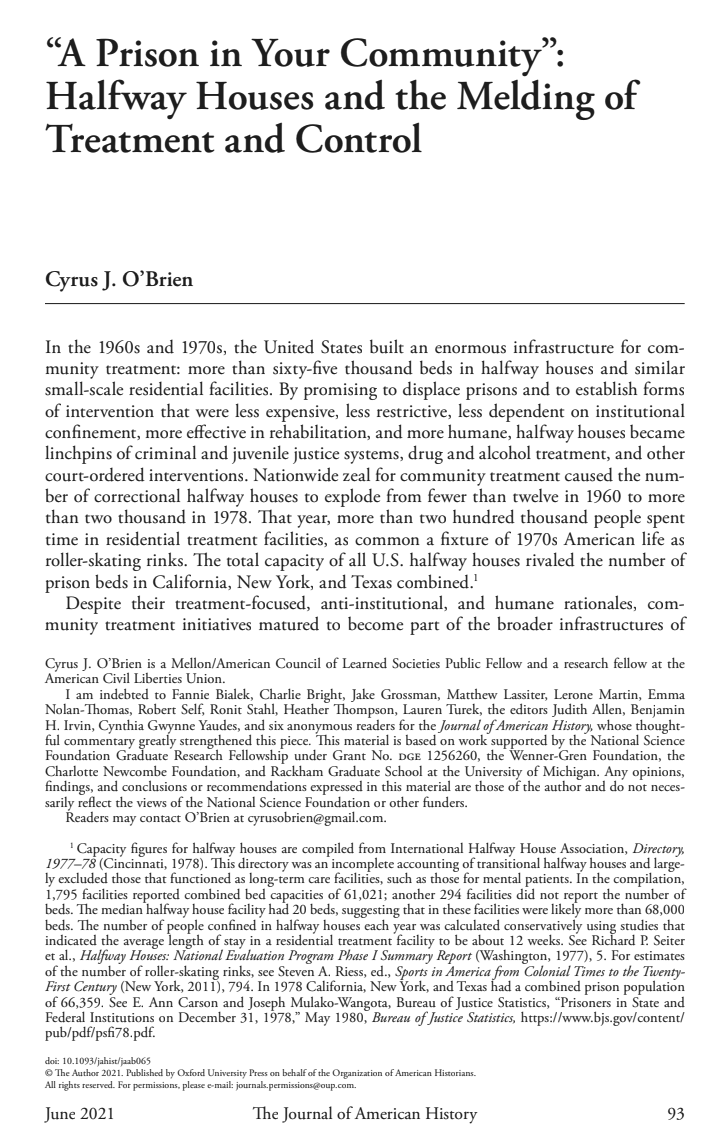 “A Prison in Your Community”:
Halfway Houses and the Melding of
Treatment and Control
Cyrus J. O’Brien
In the 1960s and 1970s, the United States built an enormous infrastructure for com-
munity treatment: more than sixty-five thousand beds in halfway houses and similar
small-scale residential facilities. By promising to displace prisons and to establish forms
of intervention that were less expensive, less restrictive, less dependent on institutional
confinement, more effective in rehabilitation, and more humane, halfway houses became
linchpins of criminal and juvenile justice systems, drug and alcohol treatment, and other
court-ordered interventions. Nationwide zeal for community treatment caused the num-
ber of correctional halfway houses to explode from fewer than twelve in 1960 to more
than two thousand in 1978. That year, more than two hundred thousand people spent
time in residential treatment facilities, as common a fixture of 1970s American life as
roller-skating rinks. The total capacity of all U.S. halfway houses rivaled the number of
prison beds in California, New York, and Texas combined.¹
Despite their treatment-focused, anti-institutional, and humane rationales, com-
munity treatment initiatives matured to become part of the broader infrastructures of
Cyrus J. O’Brien is a Mellon/American Council of Learned Societies Public Fellow and a research fellow at the
American Civil Liberties Union.
I am indebted to Fannie Bialek, Charlie Bright, Jake Grossman, Matthew Lassiter, Lerone Martin, Emma
Nolan-Thomas, Robert Self, Ronit Stahl, Heather Thompson, Lauren Turek, the editors Judith Allen, Benjamin
H. Irvin, Cynthia Gwynne Yaudes, and six anonymous readers for the Journal of American History, whose thought-
ful commentary greatly strengthened this piece. This material is based on work supported by the National Science
Foundation Graduate Research Fellowship under Grant No. DGE 1256260, the Wenner-Gren Foundation, the
Charlotte Newcombe Foundation, and Rackham Graduate School at the University of Michigan. Any opinions,
findings, and conclusions or recommendations expressed in this material are those of the author and do not neces-
sarily reflect the views of the National Science Foundation or other funders.
Readers may contact O’Brien at cyrusobrien@gmail.com.
¹ Capacity figures for halfway houses are compiled from International Halfway House Association, Directory,
1977–78 (Cincinnati, 1978). This directory was an incomplete accounting of transitional halfway houses and large-
ly excluded those that functioned as long-term care facilities, such as those for mental patients. In the compilation,
1,795 facilities reported combined bed capacities of 61,021; another 294 facilities did not report the number of
beds. The median halfway house facility had 20 beds, suggesting that in these facilities were likely more than 68,000
beds. The number of people confined in halfway houses each year was calculated conservatively using studies that
indicated the average length of stay in a residential treatment facility to be about 12 weeks. See Richard P. Seiter
et al., Halfway Houses: National Evaluation Program Phase I Summary Report (Washington, 1977), 5. For estimates
of the number of roller-skating rinks, see Steven A. Riess, ed., Sports in America from Colonial Times to the Twenty-
First Century (New York, 2011), 794. In 1978 California, New York, and Texas had a combined prison population
of 66,359. See E. Ann Carson and Joseph Mulako-Wangota, Bureau of Justice Statistics, “Prisoners in State and
Federal Institutions on December 31, 1978,” May 1980, Bureau of Justice Statistics, https://www.bjs.gov/content/
pub/pdf/psfi78.pdf.
doi: 10.1093/jahist/jaab065
© The Author 2021. Published by Oxford University Press on behalf of the Organization of American Historians.
All rights reserved. For permissions, please e-mail: journals.permissions@oup.com.
June 2021 The Journal of American History 93